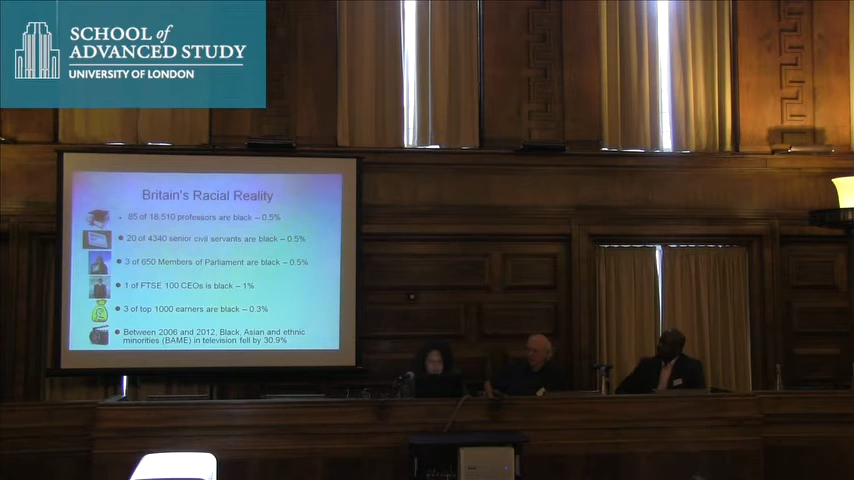 SCHOOL of
ADVANCED STUDY
UNIVERSITY OF LONDON
Britain's Racial Reality
85 of 18,510 professors are black – 0.5%
20 of 4340 senior civil servants are black – 0.5%
3 of 650 Members of Parliament are black – 0.5%
1 of FTSE 100 CEOs is black – 1%
3 of top 1000 earners are black – 0.3%
Between 2006 and 2012, Black, Asian and ethnic
minorities (BAME) in television fell by 30.9%